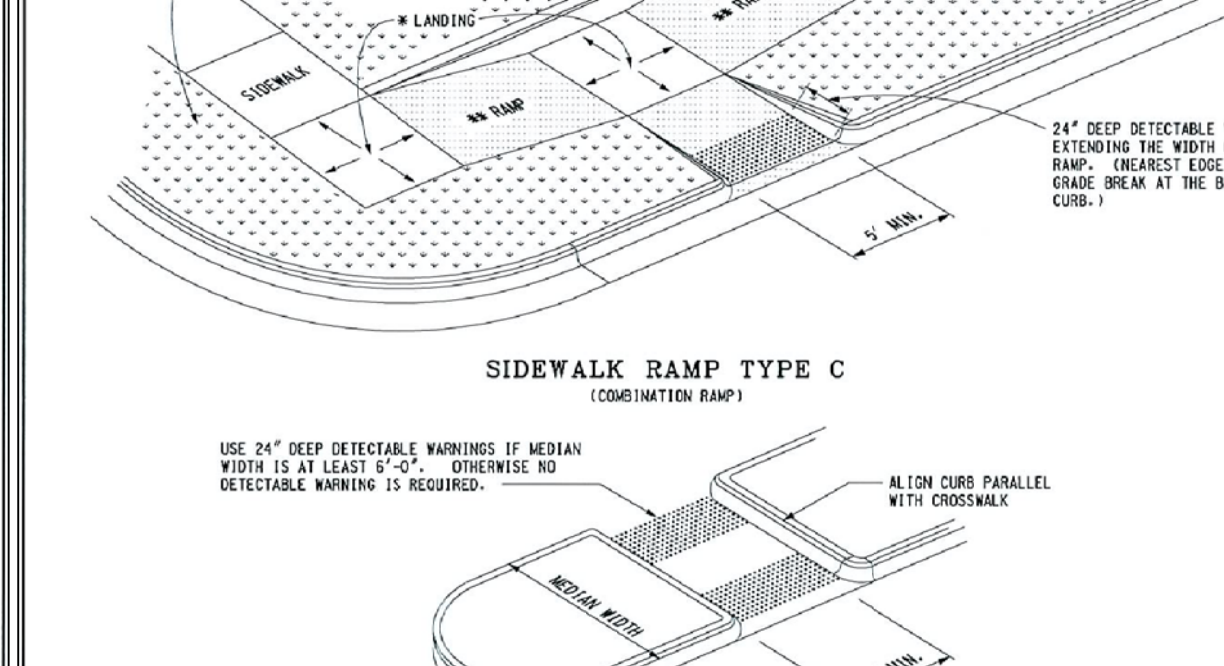 * LANDING
** RA
SIDEWALK
** RAMP
24" DEEP DETECTABLE
EXTENDING THE WIDTH
RAMP. (NEAREST EDGE
GRADE BREAK AT THE B
CURB.)
5' MIN.
SIDEWALK RAMP TYPE C
(COMBINATION RAMP)
USE 24" DEEP DETECTABLE WARNINGS IF MEDIAN
WIDTH IS AT LEAST 6'-0". OTHERWISE NO
DETECTABLE WARNING IS REQUIRED.
ALIGN CURB PARALLEL
WITH CROSSWALK
MEDIAN WIDTH
MIN.